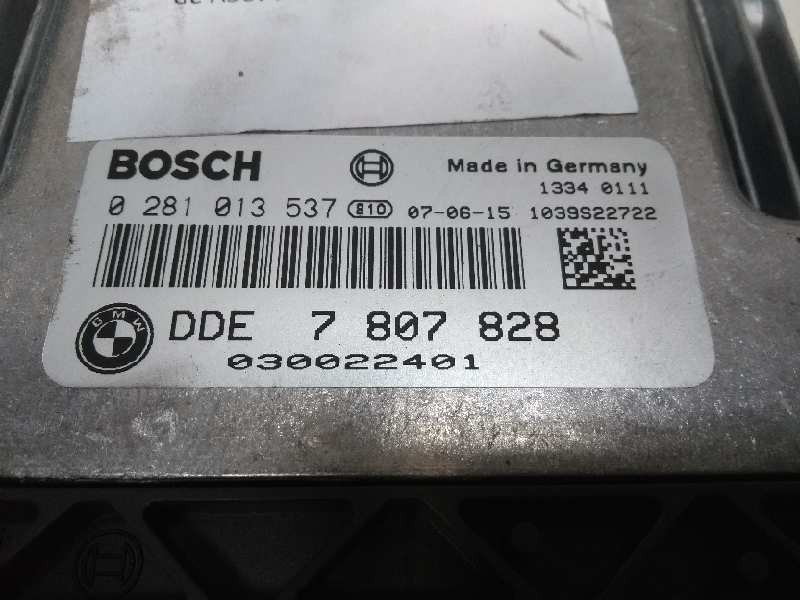 BOSCH
Made in Germany
1334 0111
0 281 013 537 810 07-06-15 1039S22722
BMW
DDE 7 807 828
030022401